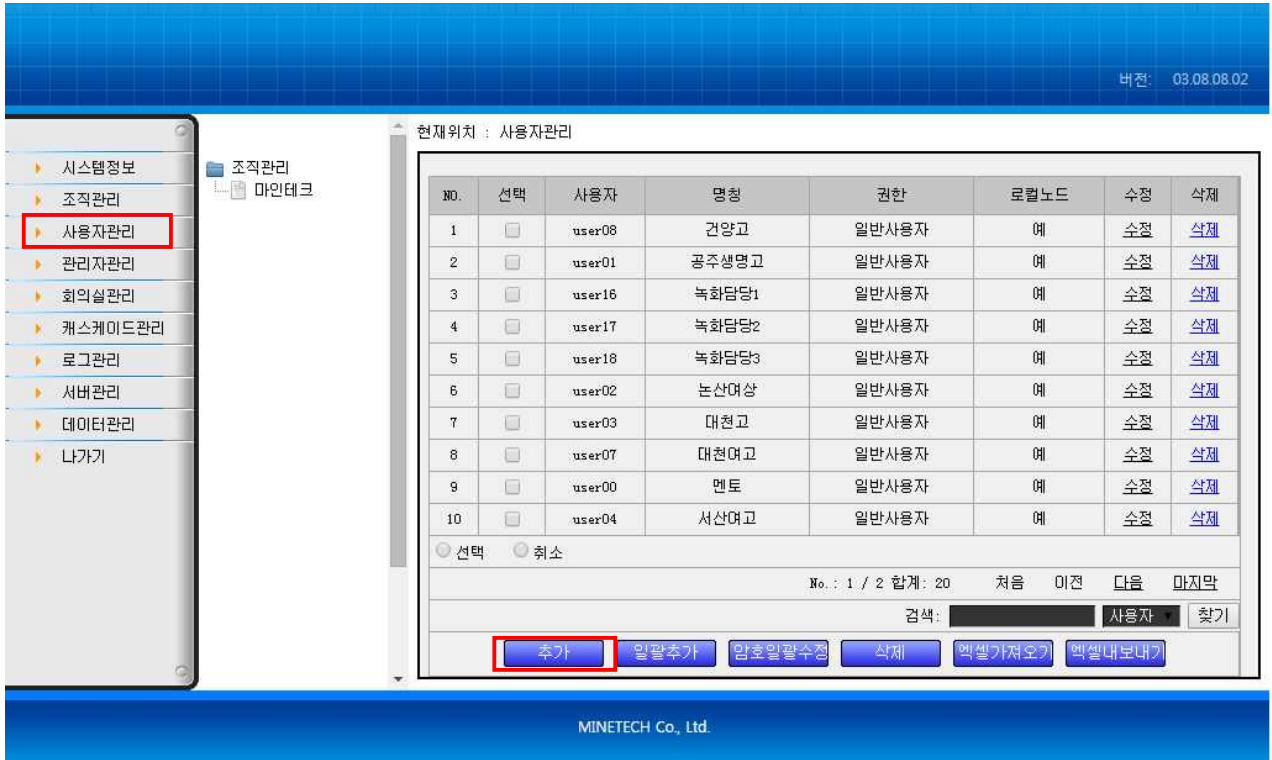 버전: 03.08.08.02
시스템정보
조직관리
사용자관리
관리자관리
회의실관리
캐스케이드관리
로그관리
서버관리
데이터관리
나가기
조직관리
마인테크
현재위치 : 사용자관리
NO. 선택 사용자 명칭 권한 로컬노드 수정 삭제
1 user08 건양고 일반사용자 예 수정 삭제
2 user01 공주생명고 일반사용자 예 수정 삭제
3 user16 녹화담당1 일반사용자 예 수정 삭제
4 user17 녹화담당2 일반사용자 예 수정 삭제
5 user18 녹화담당3 일반사용자 예 수정 삭제
6 user02 논산여상 일반사용자 예 수정 삭제
7 user03 대천고 일반사용자 예 수정 삭제
8 user07 대천여고 일반사용자 예 수정 삭제
9 user00 멘토 일반사용자 예 수정 삭제
10 user04 서산여고 일반사용자 예 수정 삭제
선택 취소
No.: 1 / 2 합계: 20 처음 이전 다음 마지막
검색: 사용자 찾기
추가 일괄추가 암호일괄수정 삭제 엑셀가져오기 엑셀내보내기
MINETECH Co., Ltd.